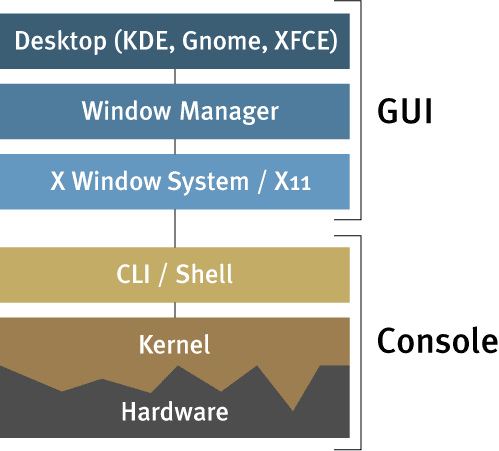 Desktop (KDE, Gnome, XFCE)
Window Manager
X Window System / X11
GUI
CLI / Shell
Kernel
Hardware
Console